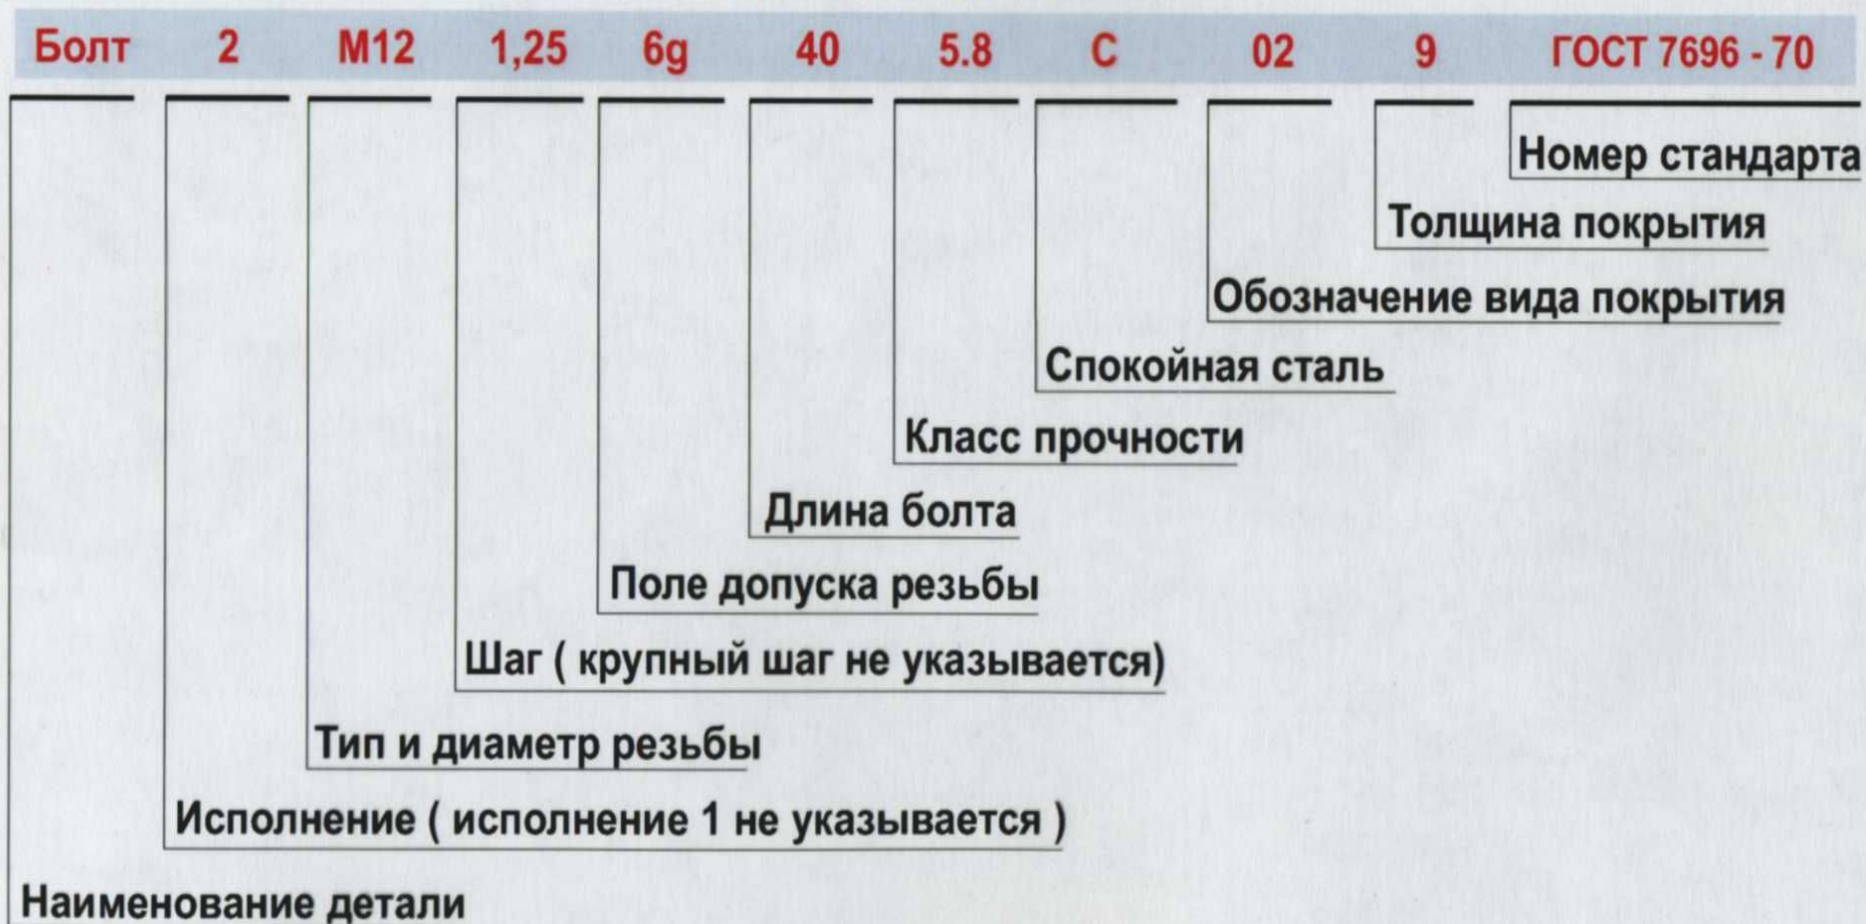 Болт 2 М12 1,25 6g 40 5.8 С 02 9 ГОСТ 7696 - 70
Номер стандарта
Толщина покрытия
Обозначение вида покрытия
Спокойная сталь
Класс прочности
Длина болта
Поле допуска резьбы
Шаг ( крупный шаг не указывается)
Тип и диаметр резьбы
Исполнение ( исполнение 1 не указывается )
Наименование детали